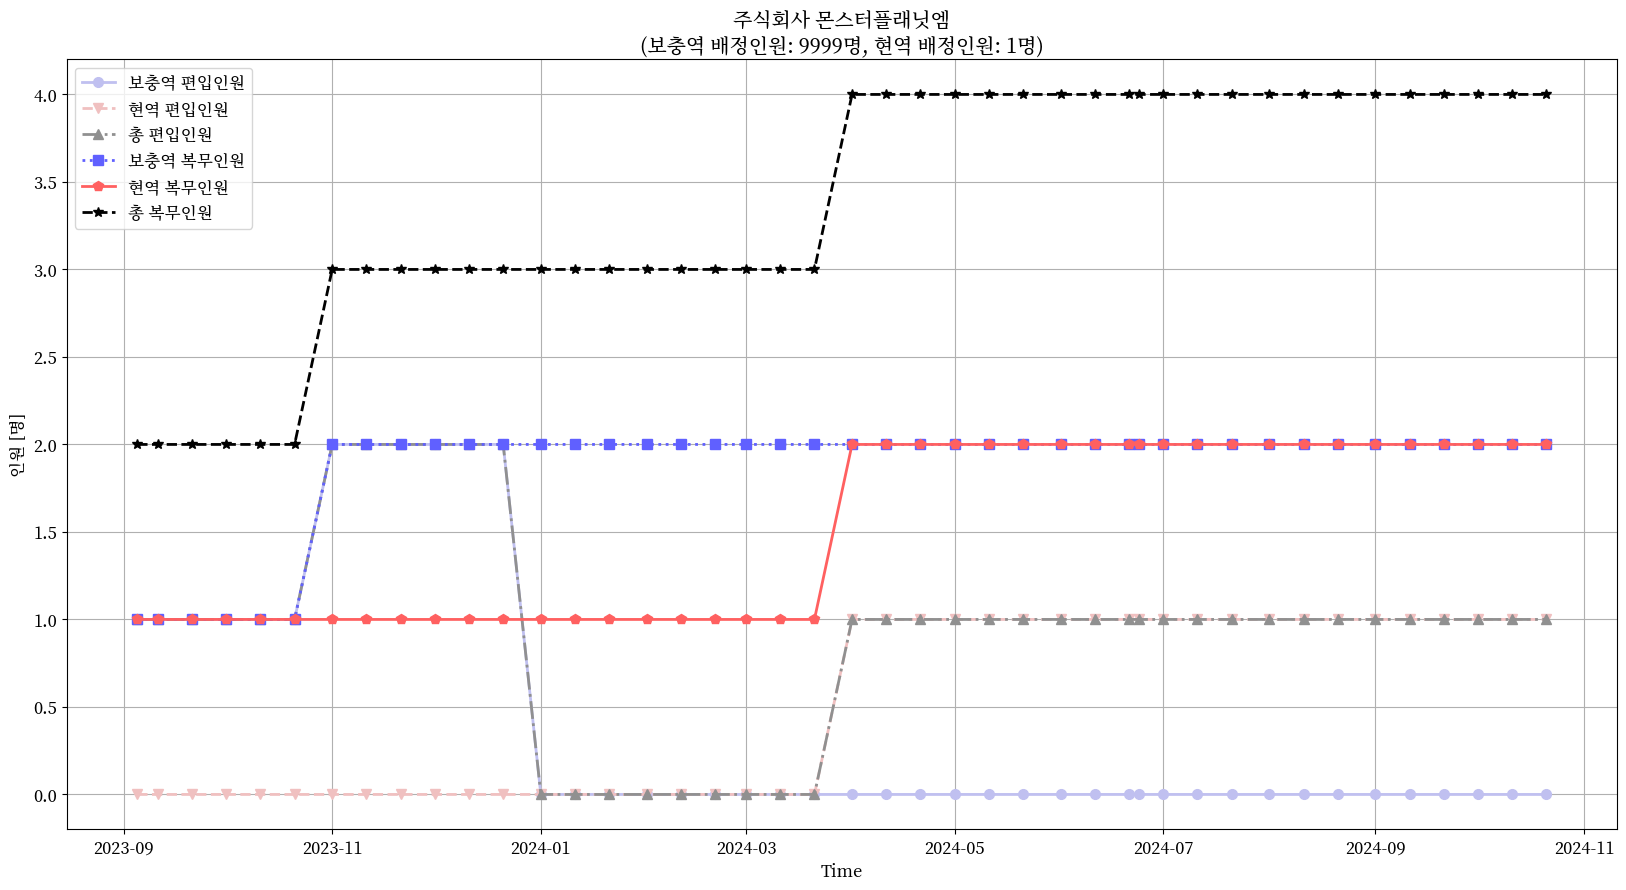 주식회사 몬스터플래닛엠
(보충역 배정인원: 9999명, 현역 배정인원: 1명)
보충역 편입인원
현역 편입인원
총 편입인원
보충역 복무인원
현역 복무인원
총 복무인원
4.0
3.5
3.0
2.5
2.0
1.5
1.0
0.5
0.0
인원 [명]
2023-09 2023-11 2024-01 2024-03 2024-05 2024-07 2024-09 2024-11
Time